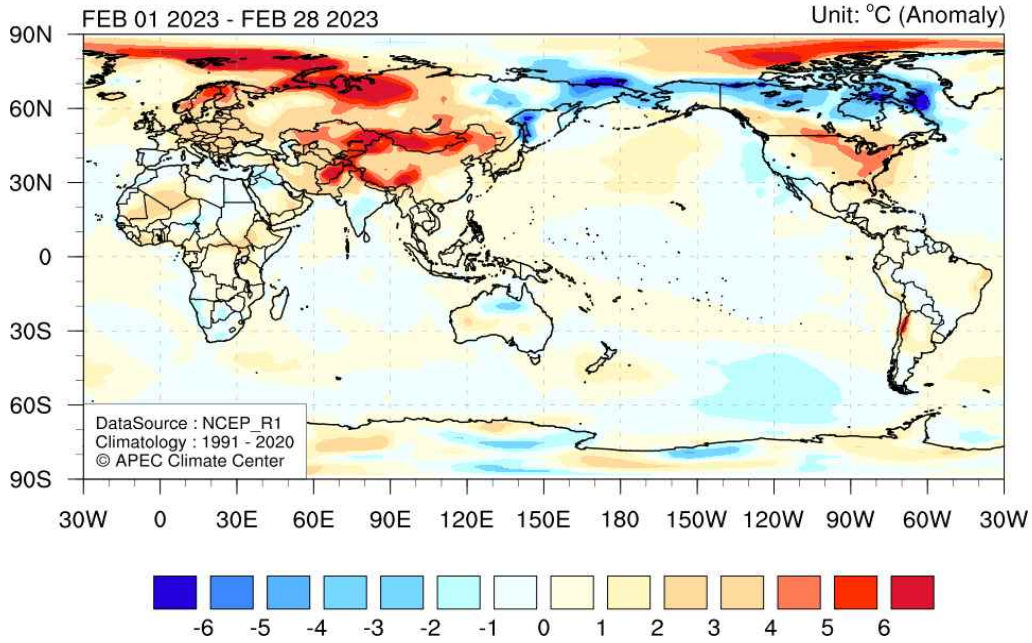 FEB 01 2023 - FEB 28 2023
Unit: °C (Anomaly)
90N
60N
30N
0
30S
60S
90S
DataSource : NCEP_R1
Climatology : 1991 - 2020
© APEC Climate Center
30W 0 30E 60E 90E 120E 150E 180 150W 120W 90W 60W 30W
-6 -5 -4 -3 -2 -1 0 1 2 3 4 5 6